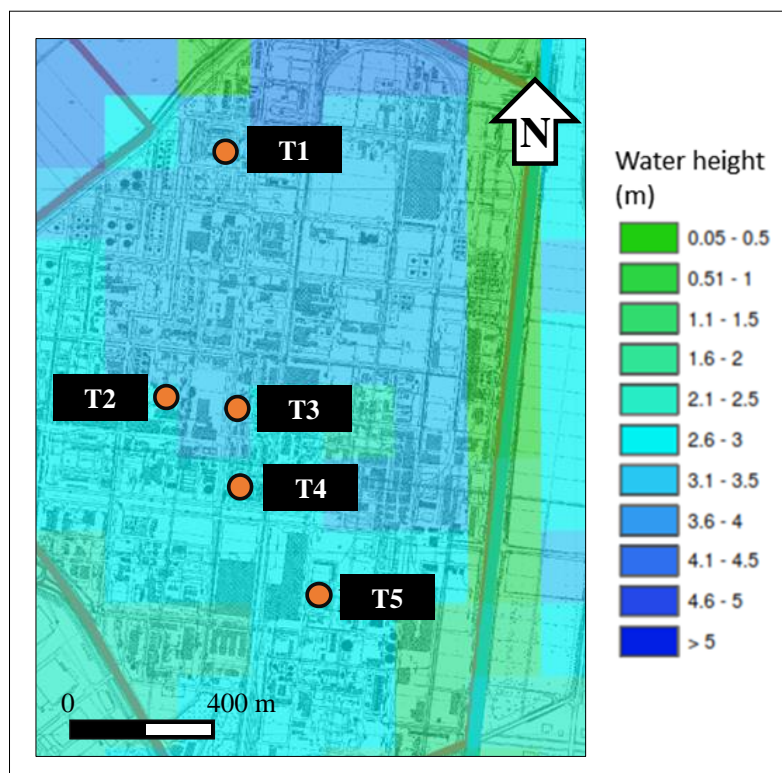 N
T1
T2
T3
T4
T5
0 400 m
Water height
(m)
0.05 - 0.5
0.51 - 1
1.1 - 1.5
1.6 - 2
2.1 - 2.5
2.6 - 3
3.1 - 3.5
3.6 - 4
4.1 - 4.5
4.6 - 5
> 5